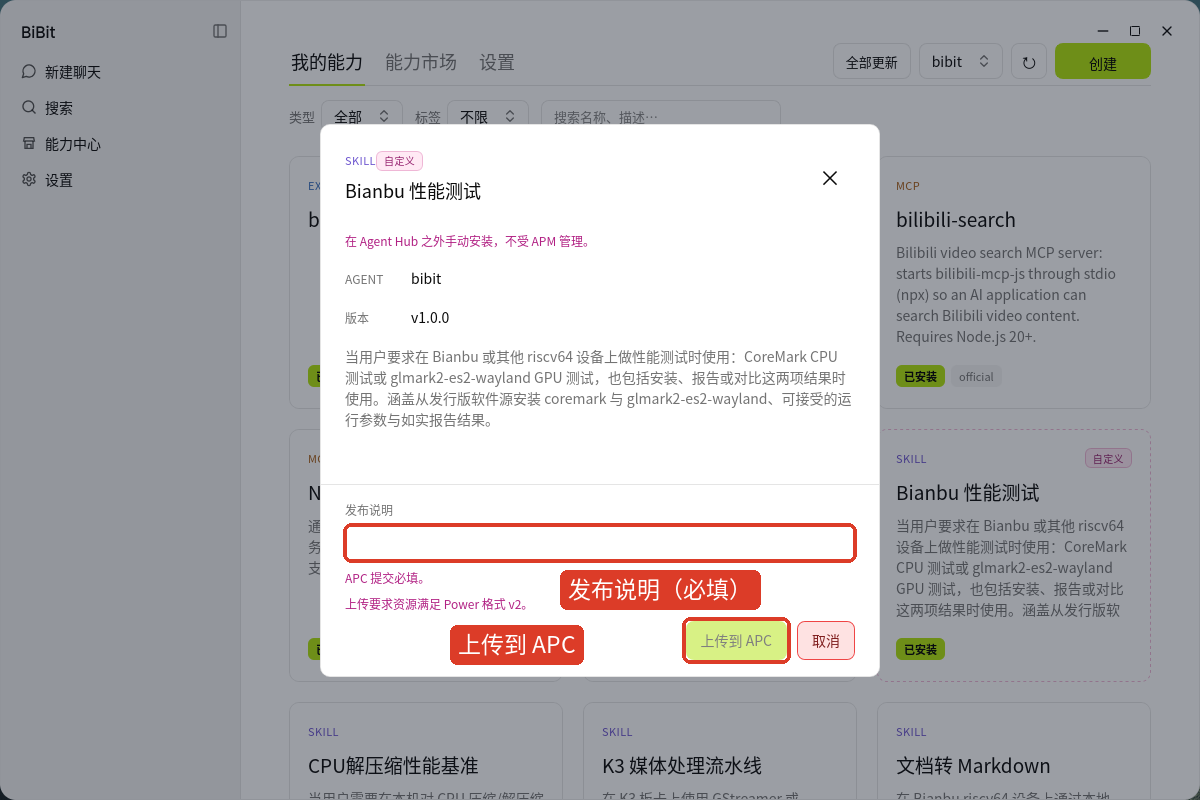 BiBit
新建聊天
搜索
能力中心
设置
我的能力 能力市场 设置
全部更新 bibit 创建
类型 全部 标签 不限 搜索名称、描述…
SKILL 自定义
Bianbu 性能测试
在 Agent Hub 之外手动安装，不受 APM 管理。
AGENT bibit
版本 v1.0.0
当用户要求在 Bianbu 或其他 riscv64 设备上做性能测试时使用：CoreMark CPU
测试或 glmark2-es2-wayland GPU 测试，也包括安装、报告或对比这两项结果时
使用。涵盖从发行版软件源安装 coremark 与 glmark2-es2-wayland、可接受的运
行参数与如实报告结果。
发布说明
APC 提交必填。
上传要求资源满足 Power 格式 v2。
发布说明（必填）
上传到 APC
上传到 APC
取消
MCP
bilibili-search
Bilibili video search MCP server:
starts bilibili-mcp-js through stdio
(npx) so an AI application can
search Bilibili video content.
Requires Node.js 20+.
已安装 official
SKILL 自定义
Bianbu 性能测试
当用户要求在 Bianbu 或其他 riscv64
设备上做性能测试时使用：CoreMark
CPU 测试或 glmark2-es2-wayland
GPU 测试，也包括安装、报告或对比
这两项结果时使用。涵盖从发行版软
已安装
SKILL
CPU解压缩性能基准
SKILL
K3 媒体处理流水线
SKILL
文档转 Markdown